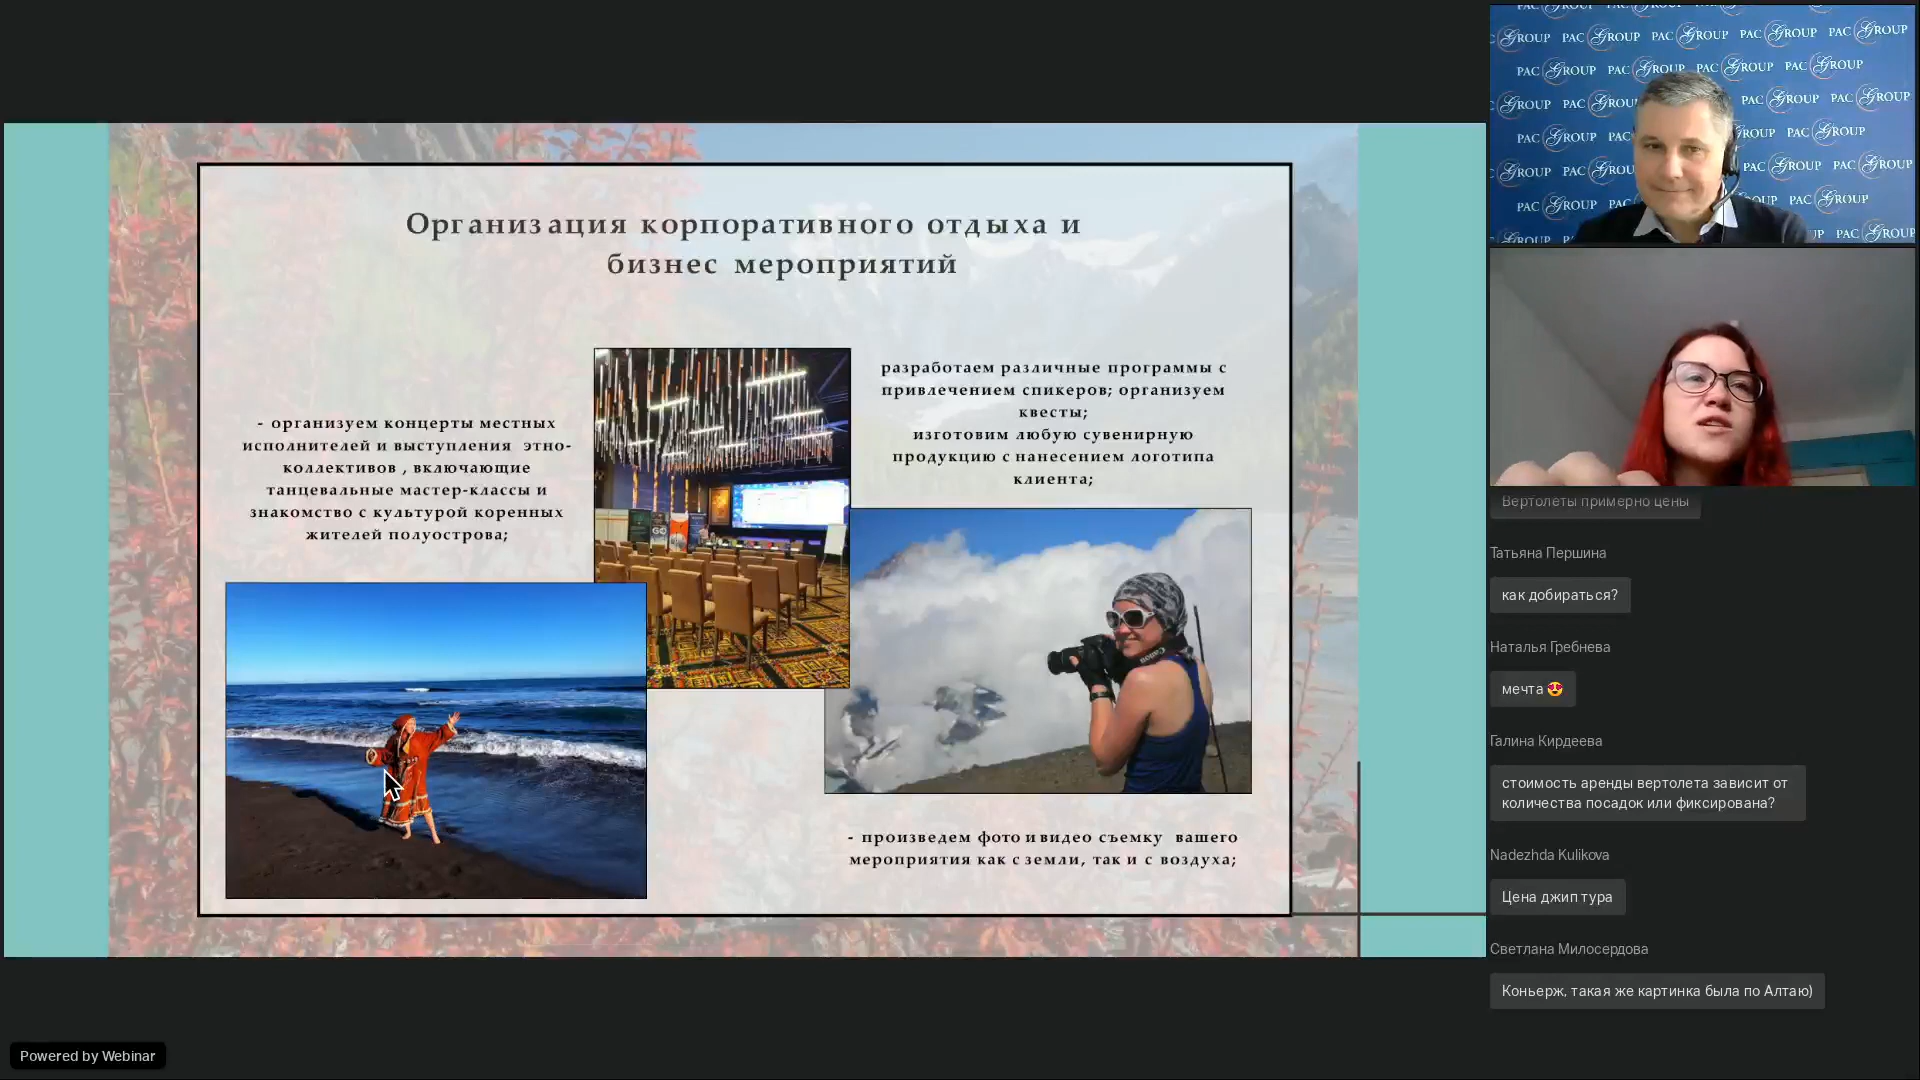 Организация корпоративного отдыха и
бизнес мероприятий
- организуем концерты местных
исполнителей и выступления этно-
коллективов , включающие
танцевальные мастер-классы и
знакомство с культурой коренных
жителей полуострова;
разработаем различные программы с
привлечением спикеров; организуем
квесты;
изготовим любую сувенирную
продукцию с нанесением логотипа
клиента;
- произведем фото и видео съемку вашего
мероприятия как с земли, так и с воздуха;
Canon
PAC GROUP
Вертолеты примерно цены
Татьяна Першина
как добираться?
Наталья Гребнева
мечта 😍
Галина Кирдеева
стоимость аренды вертолета зависит от
количества посадок или фиксирована?
Nadezhda Kulikova
Цена джип тура
Светлана Милосердова
Коньерж, такая же картинка была по Алтаю)
Powered by Webinar